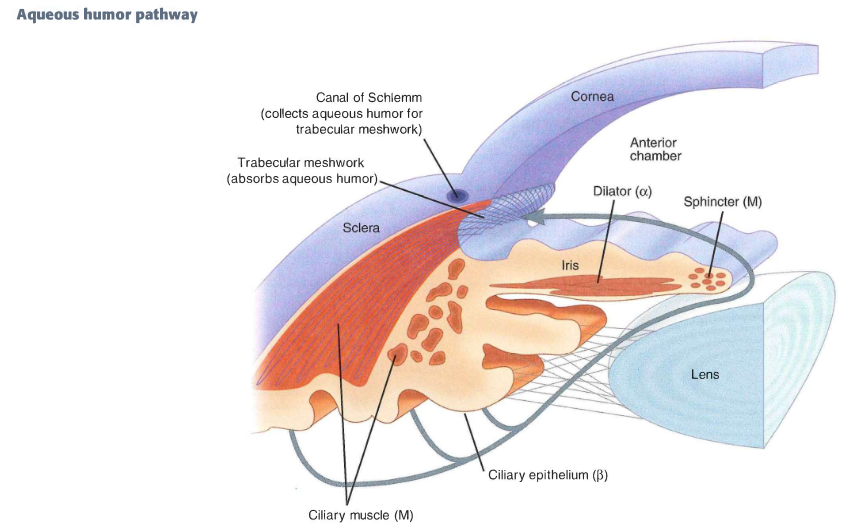 Aqueous humor pathway
Canal of Schlemm
(collects aqueous humor for
trabecular meshwork)
Cornea
Anterior
chamber
Trabecular meshwork
(absorbs aqueous humor)
Dilator (α)
Sphincter (M)
Sclera
Iris
Lens
Ciliary epithelium (β)
Ciliary muscle (M)